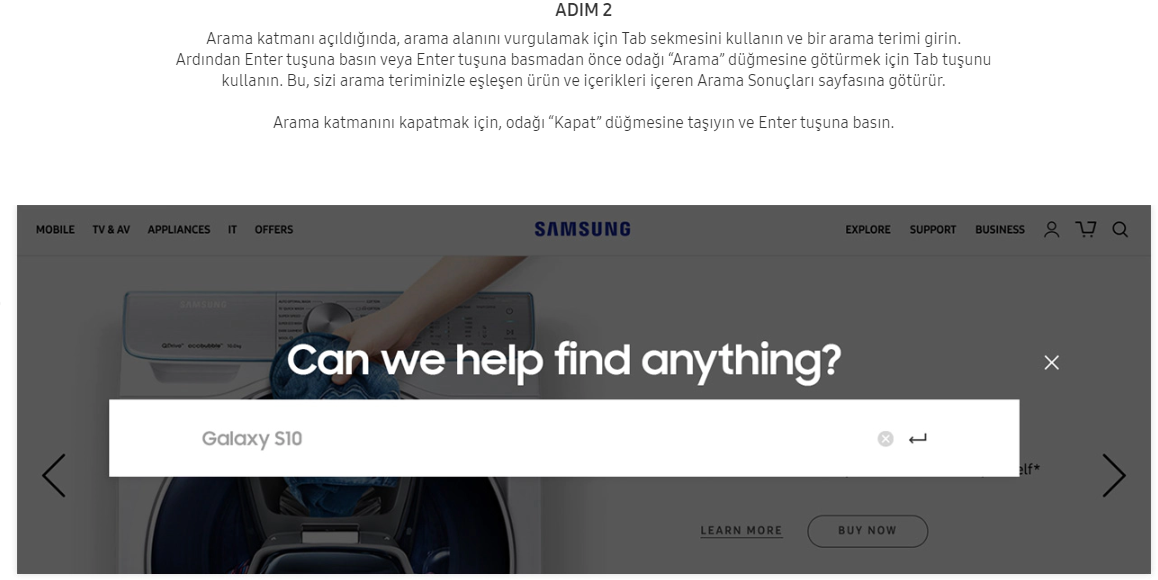 ADIM 2
Arama katmanı açıldığında, arama alanını vurgulamak için Tab sekmesini kullanın ve bir arama terimi girin.
Ardından Enter tuşuna basın veya Enter tuşuna basmadan önce odağı “Arama” düğmesine götürmek için Tab tuşunu
kullanın. Bu, sizi arama teriminizle eşleşen ürün ve içerikleri içeren Arama Sonuçları sayfasına götürür.
Arama katmanını kapatmak için, odağı “Kapat” düğmesine taşıyın ve Enter tuşuna basın.
MOBILE TV & AV APPLIANCES IT OFFERS SAMSUNG EXPLORE SUPPORT BUSINESS
SAMSUNG
QDrive ecobubble
Can we help find anything?
Galaxy S10
elf*
LEARN MORE BUY NOW